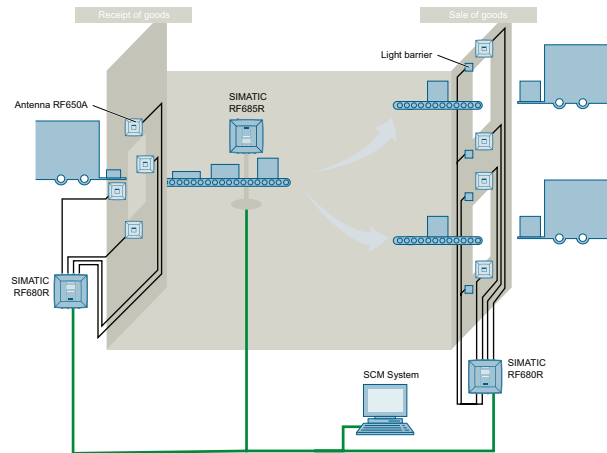 Receipt of goods
Sale of goods
Light barrier
SIMATIC
RF685R
Antenna RF650A
SIMATIC
RF680R
SIMATIC
RF680R
SCM System